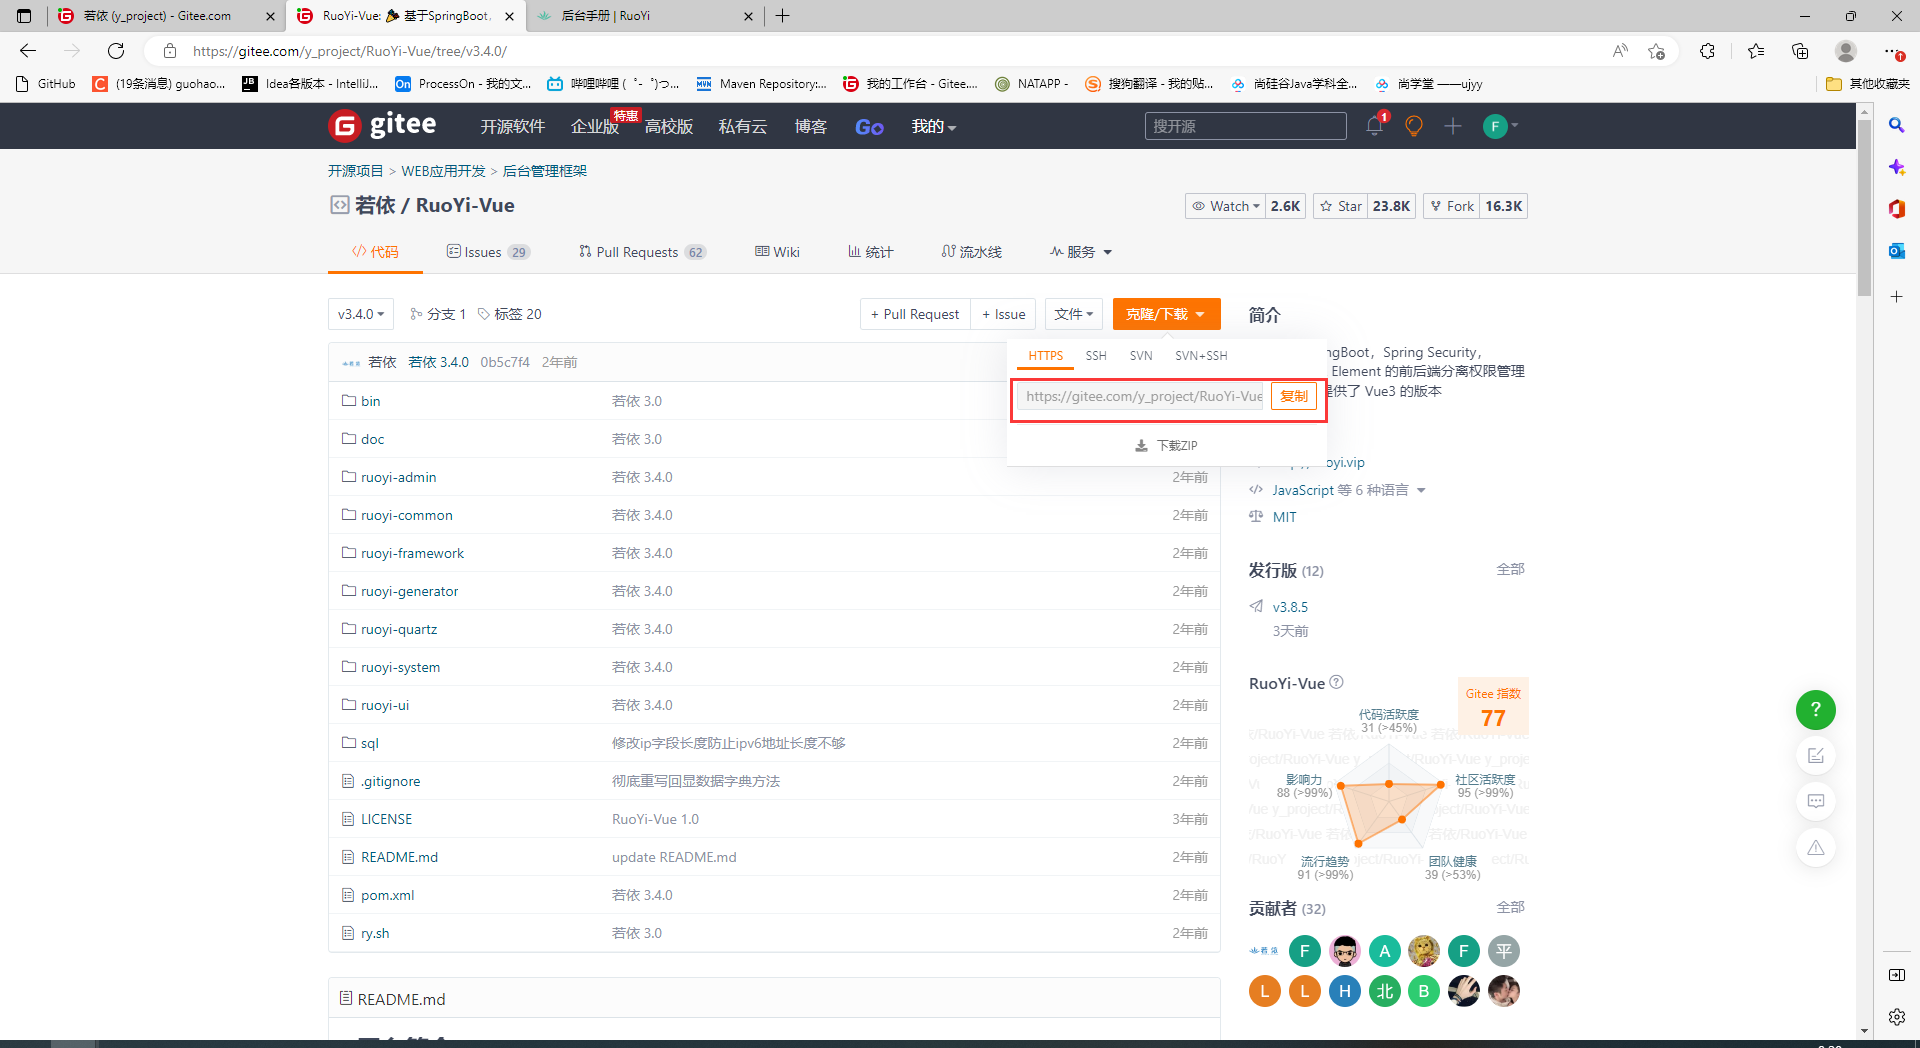 若依 (y_project) - Gitee.com
RuoYi-Vue: 🎉 基于SpringBoot,
后台手册 | RuoYi
https://gitee.com/y_project/RuoYi-Vue/tree/v3.4.0/
GitHub
(19条消息) guohao...
Idea各版本 - IntelliJ...
ProcessOn - 我的文...
哔哩哔哩 ( ゜- ゜)つ...
Maven Repository:...
我的工作台 - Gitee....
NATAPP -
搜狗翻译 - 我的贴...
尚硅谷Java学科全...
尚学堂 ——ujyy
其他收藏夹
gitee
开源软件
企业版
特惠
高校版
私有云
博客
Go
我的
搜开源
1
F
开源项目 > WEB应用开发 > 后台管理框架
若依 / RuoYi-Vue
Watch 2.6K
Star 23.8K
Fork 16.3K
代码
Issues 29
Pull Requests 62
Wiki
统计
流水线
服务
v3.4.0
分支 1
标签 20
+ Pull Request
+ Issue
文件
克隆/下载
简介
HTTPS SSH SVN SVN+SSH
https://gitee.com/y_project/RuoYi-Vue
复制
下载ZIP
ngBoot，Spring Security，
Element 的前后端分离权限管理
提供了 Vue3 的版本
oyi.vip
JavaScript 等 6 种语言
MIT
若依 若依 3.4.0 0b5c7f4 2年前
bin 若依 3.0
doc 若依 3.0
ruoyi-admin 若依 3.4.0 2年前
ruoyi-common 若依 3.4.0 2年前
ruoyi-framework 若依 3.4.0 2年前
ruoyi-generator 若依 3.4.0 2年前
ruoyi-quartz 若依 3.4.0 2年前
ruoyi-system 若依 3.4.0 2年前
ruoyi-ui 若依 3.4.0 2年前
sql 修改ip字段长度防止ipv6地址长度不够 2年前
.gitignore 彻底重写回显数据字典方法 2年前
LICENSE RuoYi-Vue 1.0 3年前
README.md update README.md 2年前
pom.xml 若依 3.4.0 2年前
ry.sh 若依 3.0 2年前
README.md
发行版 (12)
全部
v3.8.5
3天前
RuoYi-Vue
Gitee 指数
77
代码活跃度
31 (>45%)
影响力
88 (>99%)
社区活跃度
95 (>99%)
流行趋势
91 (>99%)
团队健康
39 (>53%)
贡献者 (32)
全部
F A F 平
L L H 北 B